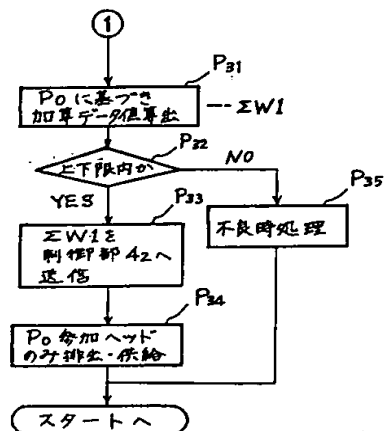 1
P31
P0に基づき
加算データ値算出
--- ΣW1
P32
上下限内か
NO
YES
P33
P35
ΣW1を
制御部42へ
送信
不良時処理
P34
P0参加ヘッド
のみ排出・供給
スタートへ